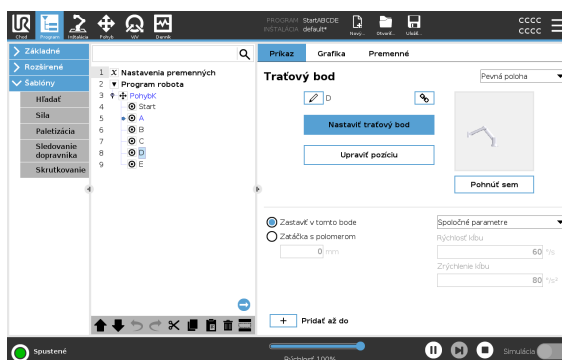 PROGRAM StartABCDE
INŠTALÁCIA default*
Chod Program Inštalácia Pohyb V/V Denník
Nový... Otvoriť... Uložiť...
CCCC
CCCC
Základné
Rozšírené
Šablóny
Hľadať
Sila
Paletizácia
Sledovanie
dopravníka
Skrutkovanie
1 X Nastavenia premenných
2 Program robota
3 PohybK
4 Start
5 A
6 B
7 C
8 D
9 E
Príkaz Grafika Premenné
Traťový bod
Pevná poloha
D
Nastaviť traťový bod
Upraviť pozíciu
Pohnúť sem
Zastaviť v tomto bode
Zatáčka s polomerom
0 mm
Spoločné parametre
Rýchlosť kĺbu
60 °/s
Zrýchlenie kĺbu
80 °/s²
+ Pridať až do
Spustené
Rýchlosť 100%
Simulácia